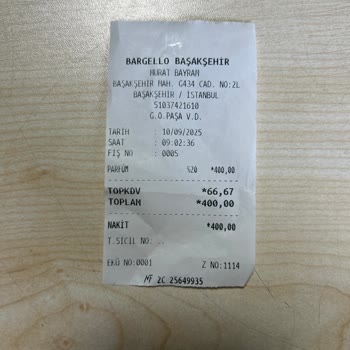 BARGELLO BAŞAKŞEHİR
MURAT BAYRAM
BAŞAKŞEHİR MAH. G434 CAD. NO:2L
BAŞAKŞEHİR / İSTANBUL
51037421610
G.O.PAŞA V.D.
TARİH : 10/09/2025
SAAT : 09:02:36
FİŞ NO : 0005
PARFÜM %20 *400,00
TOPKDV *66,67
TOPLAM *400,00
NAKİT *400,00
T.SİCİL NO:
EKÜ NO:0001 Z NO:1114
MF 2C 25649935